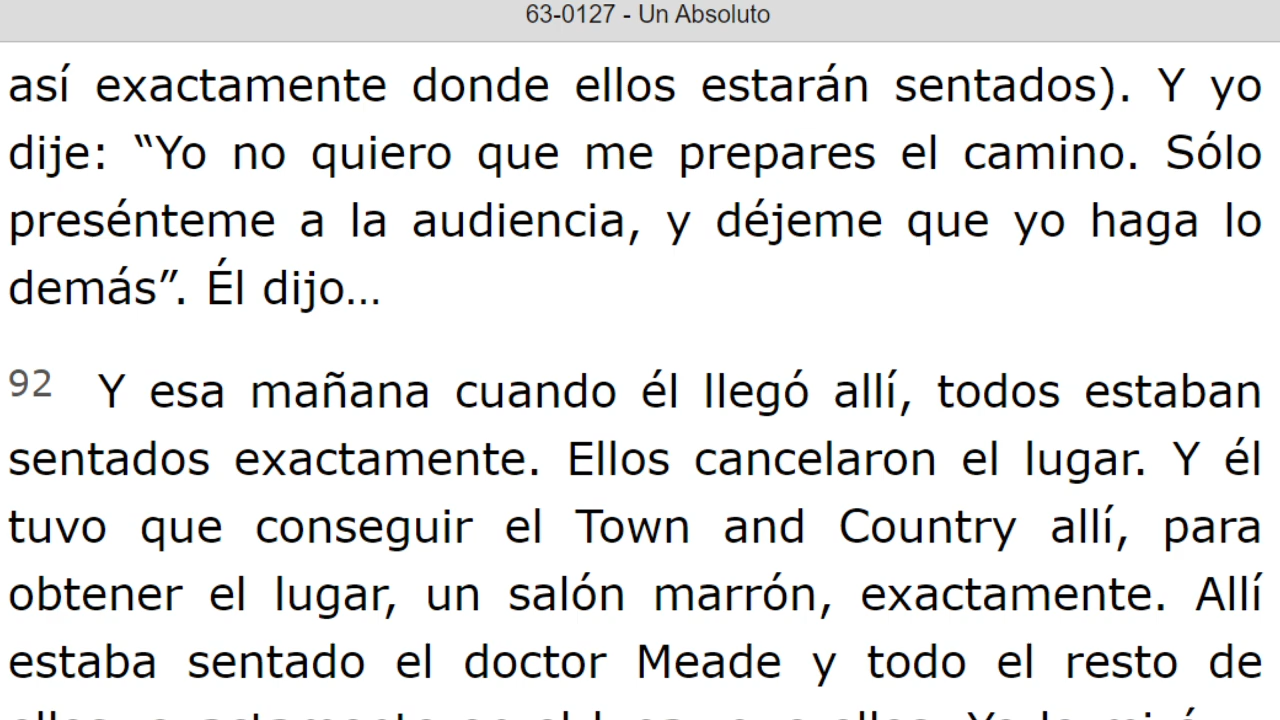 63-0127 - Un Absoluto
así exactamente donde ellos estarán sentados). Y yo
dije: “Yo no quiero que me prepares el camino. Sólo
presénteme a la audiencia, y déjeme que yo haga lo
demás”. Él dijo…
92 Y esa mañana cuando él llegó allí, todos estaban
sentados exactamente. Ellos cancelaron el lugar. Y él
tuvo que conseguir el Town and Country allí, para
obtener el lugar, un salón marrón, exactamente. Allí
estaba sentado el doctor Meade y todo el resto de